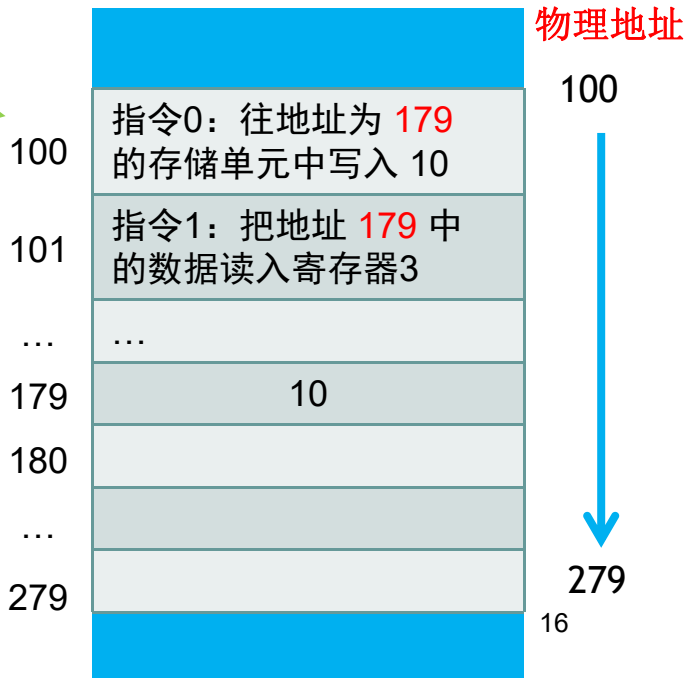 物理地址
100
100
指令0：往地址为 179
的存储单元中写入 10
101
指令1：把地址 179 中
的数据读入寄存器3
…
…
179
10
180
…
279
279
16